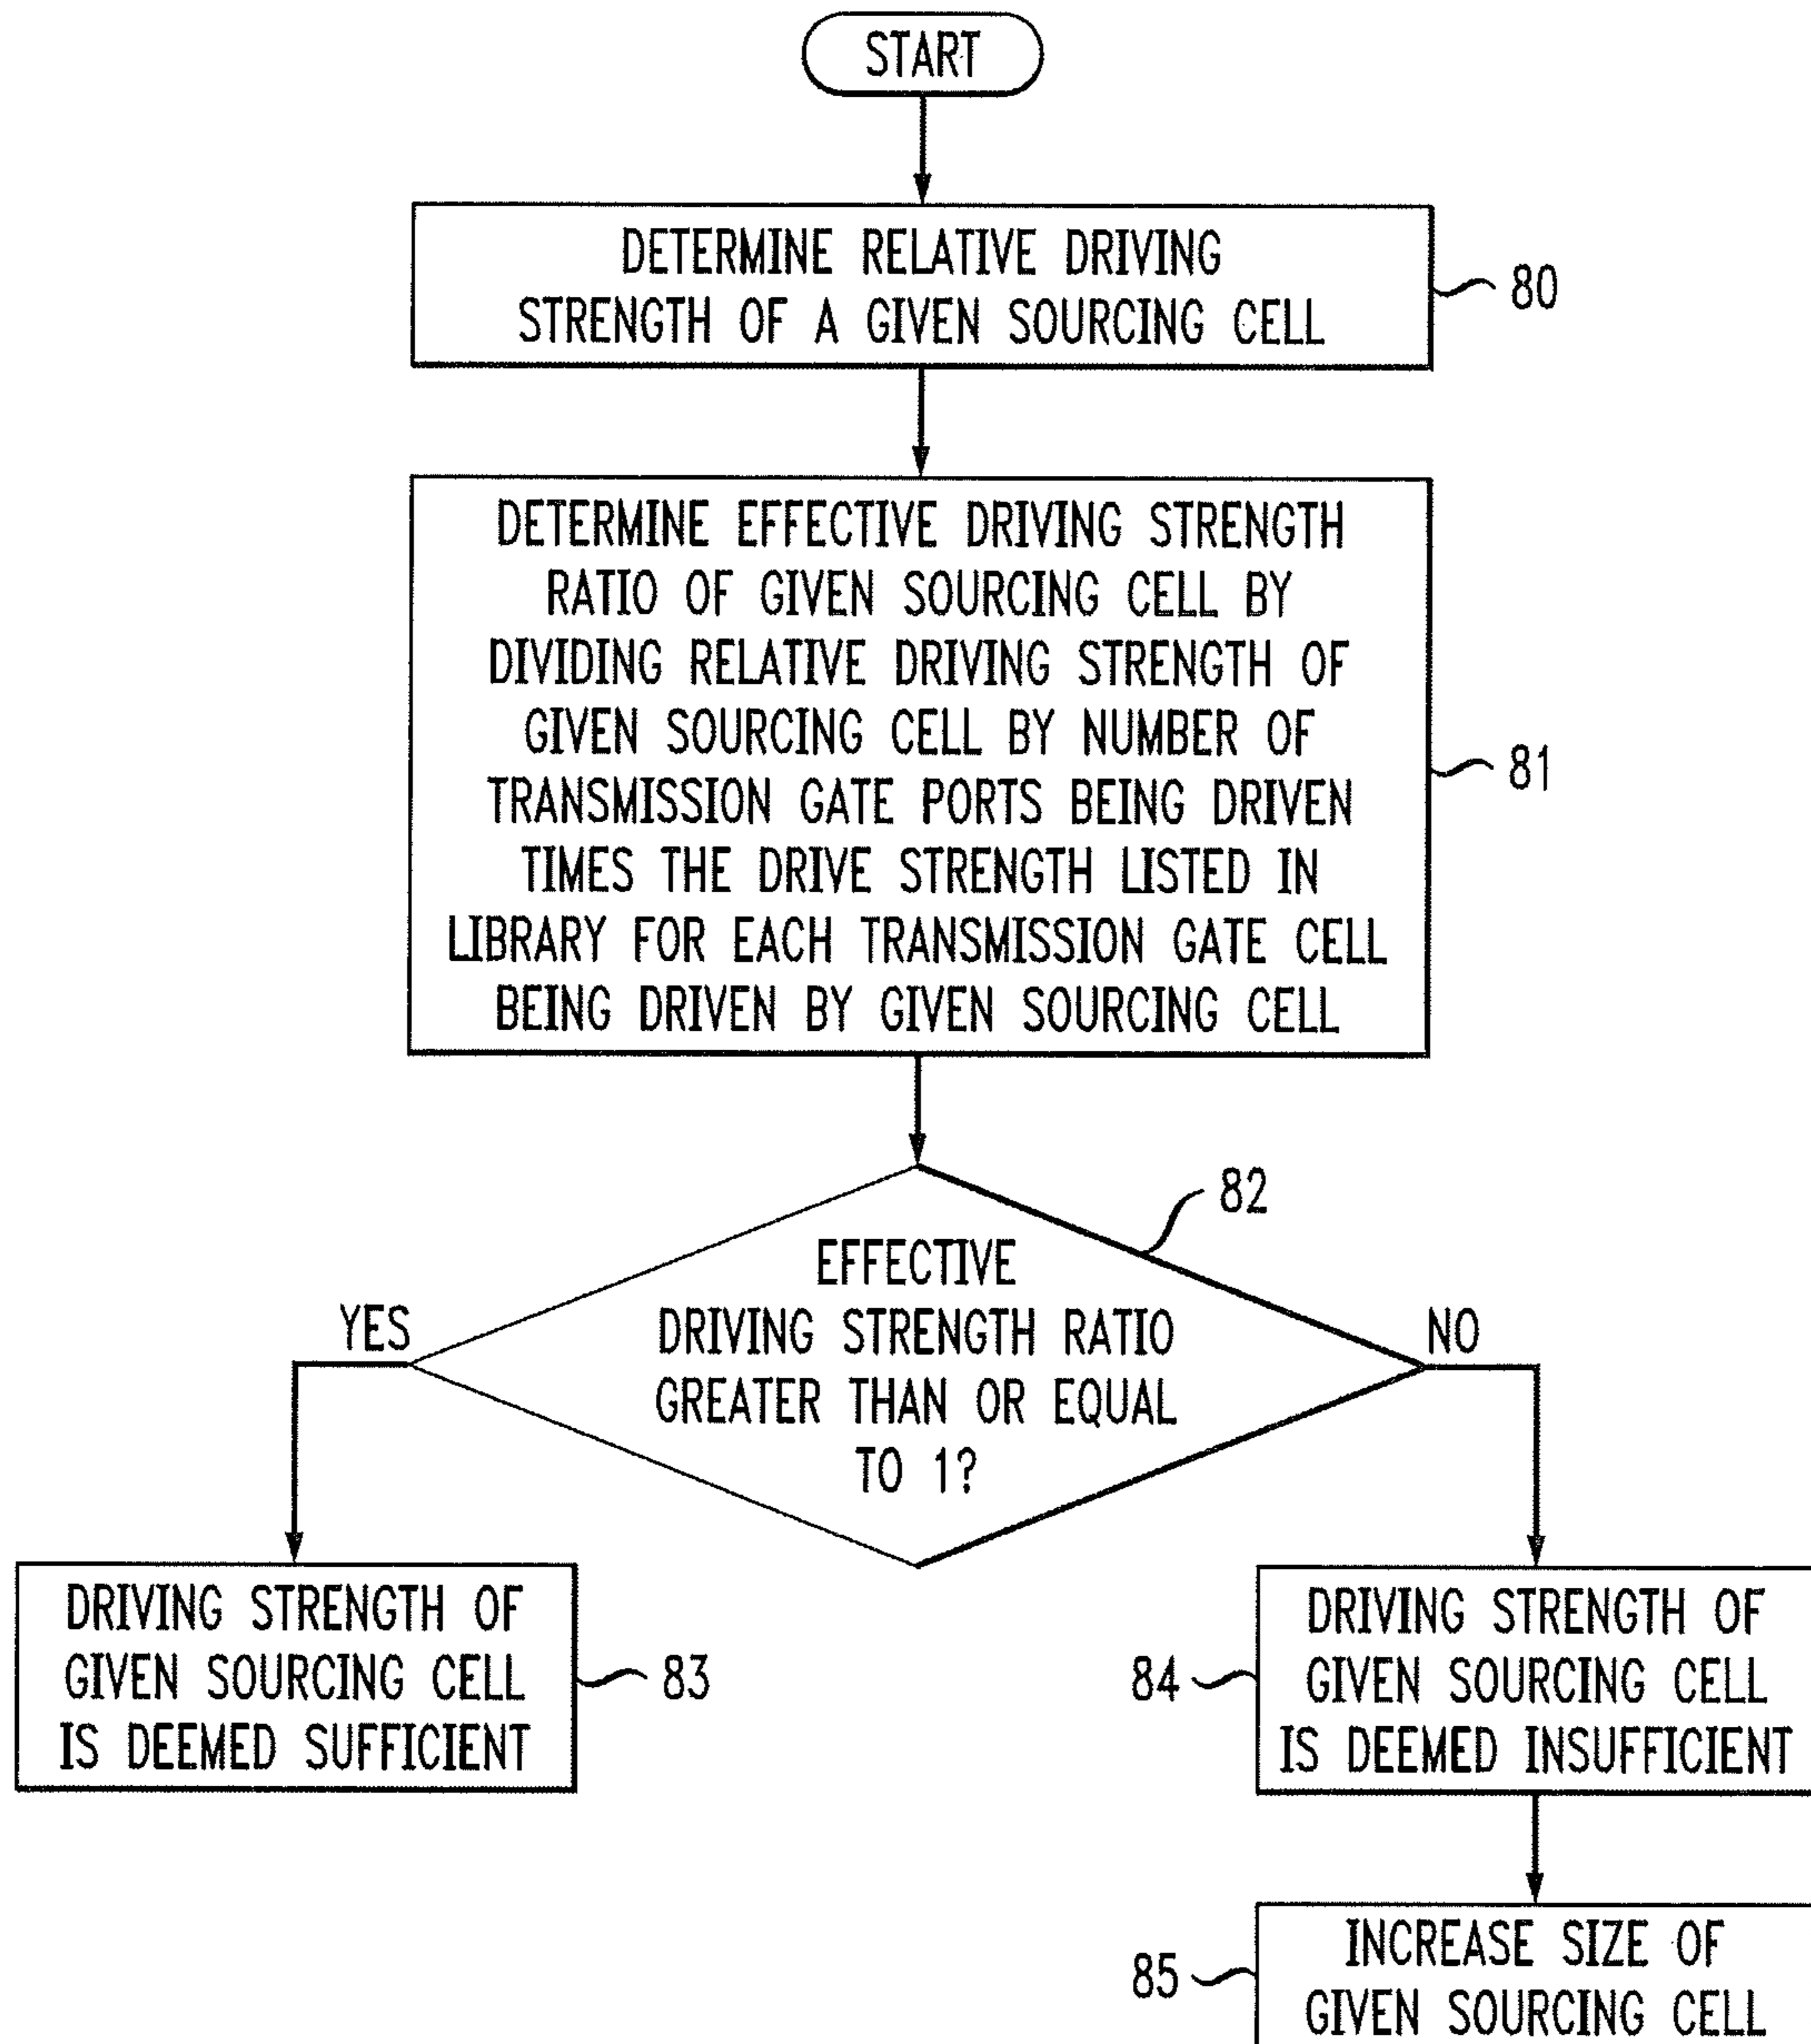 START
DETERMINE RELATIVE DRIVING
STRENGTH OF A GIVEN SOURCING CELL
80
DETERMINE EFFECTIVE DRIVING STRENGTH
RATIO OF GIVEN SOURCING CELL BY
DIVIDING RELATIVE DRIVING STRENGTH OF
GIVEN SOURCING CELL BY NUMBER OF
TRANSMISSION GATE PORTS BEING DRIVEN
TIMES THE DRIVE STRENGTH LISTED IN
LIBRARY FOR EACH TRANSMISSION GATE CELL
BEING DRIVEN BY GIVEN SOURCING CELL
81
82
EFFECTIVE
DRIVING STRENGTH RATIO
GREATER THAN OR EQUAL
TO 1?
YES
NO
DRIVING STRENGTH OF
GIVEN SOURCING CELL
IS DEEMED SUFFICIENT
83
84
DRIVING STRENGTH OF
GIVEN SOURCING CELL
IS DEEMED INSUFFICIENT
85
INCREASE SIZE OF
GIVEN SOURCING CELL